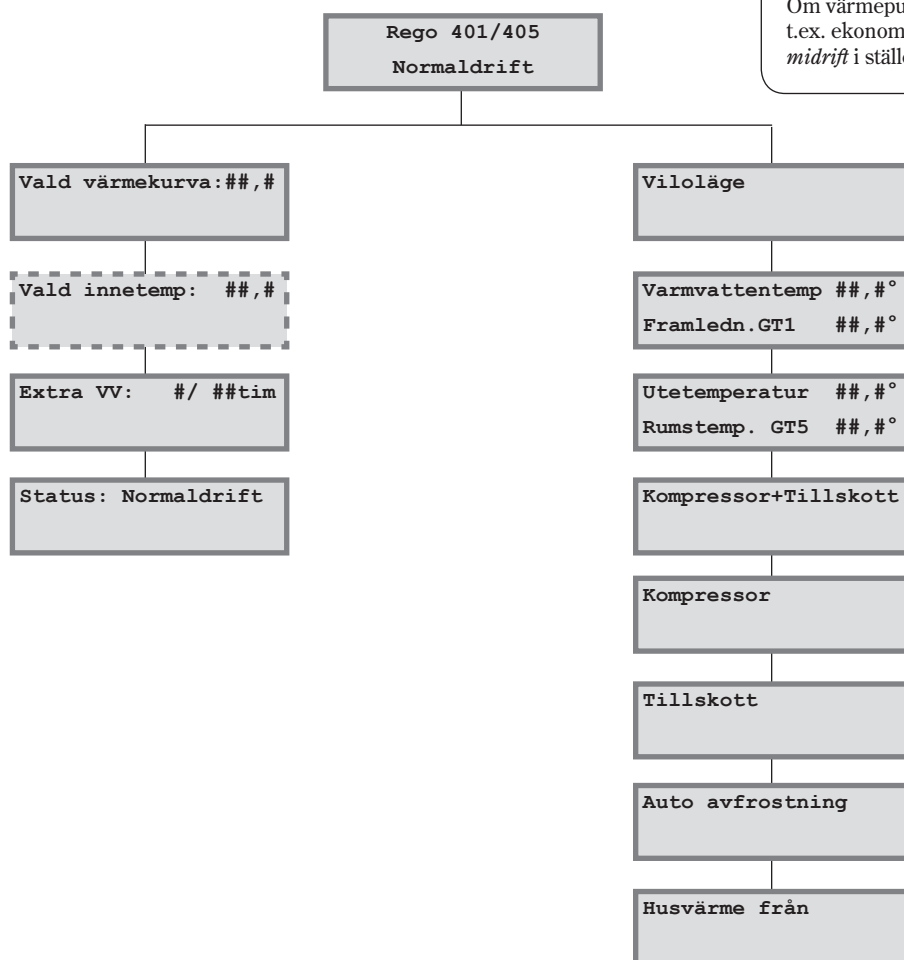 Om värmepu
t.ex. ekonom
midrift i ställ
Rego 401/405
Normaldrift
Vald värmekurva:##,#
Vald innetemp: ##,#
Extra VV: #/ ##tim
Status: Normaldrift
Viloläge
Varmvattentemp ##,#°
Framledn.GT1 ##,#°
Utetemperatur ##,#°
Rumstemp. GT5 ##,#°
Kompressor+Tillskott
Kompressor
Tillskott
Auto avfrostning
Husvärme från